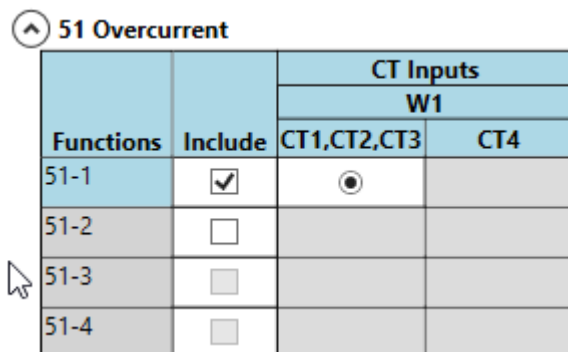 51 Overcurrent
CT Inputs
W1
Functions Include CT1,CT2,CT3 CT4
51-1
51-2
51-3
51-4